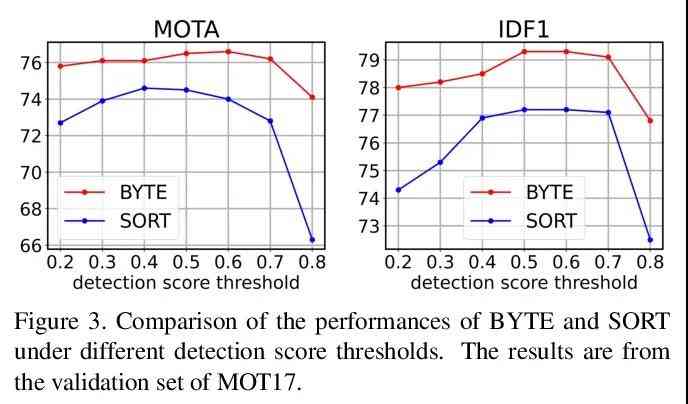 MOTA
76
74
72
70
68
66
BYTE
SORT
0.2 0.3 0.4 0.5 0.6 0.7 0.8
detection score threshold
IDF1
79
78
77
76
75
74
73
BYTE
SORT
0.2 0.3 0.4 0.5 0.6 0.7 0.8
detection score threshold
Figure 3. Comparison of the performances of BYTE and SORT
under different detection score thresholds. The results are from
the validation set of MOT17.